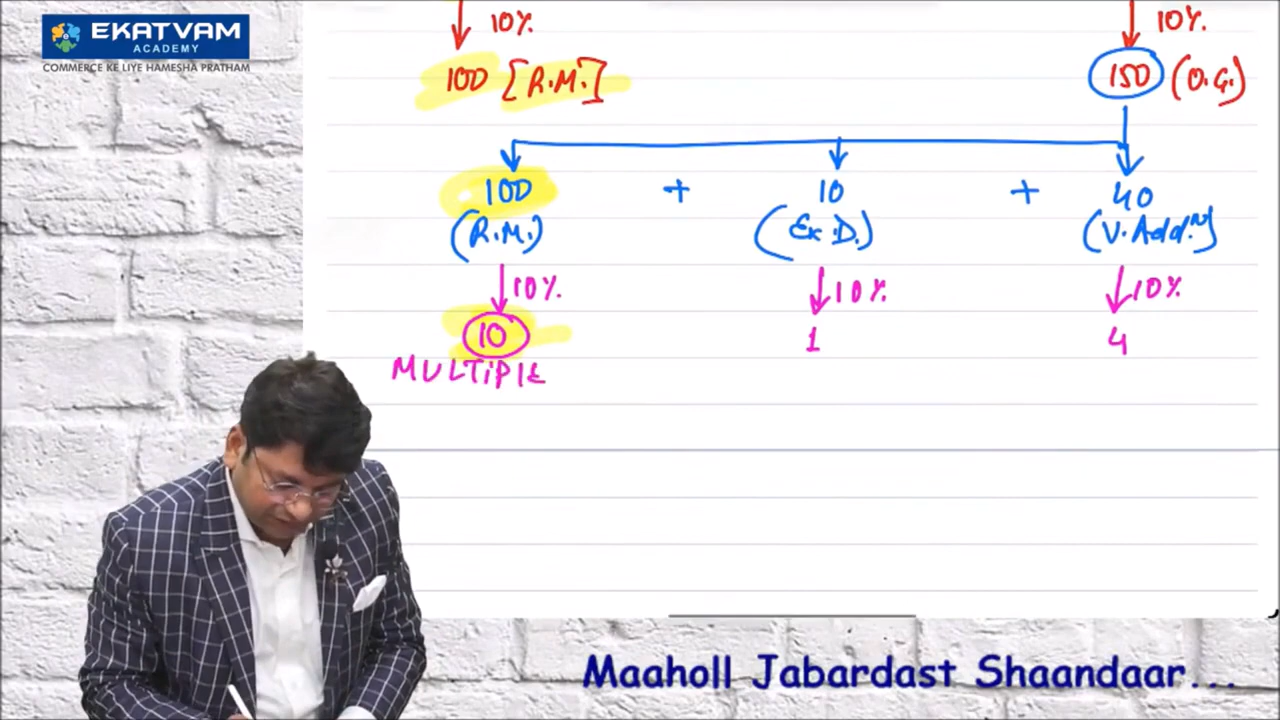 EKATVAM
ACADEMY
COMMERCE KE LIYE HAMESHA PRATHAM
10% 10%
100 [R.M.] 150 (O.G.)
100 + 10 + 40
(R.M.) (Ex.D.) (V.Addⁿ)
10% 10% 10%
10 1 4
MULTiPLE
Maaholl Jabardast Shaandaar...